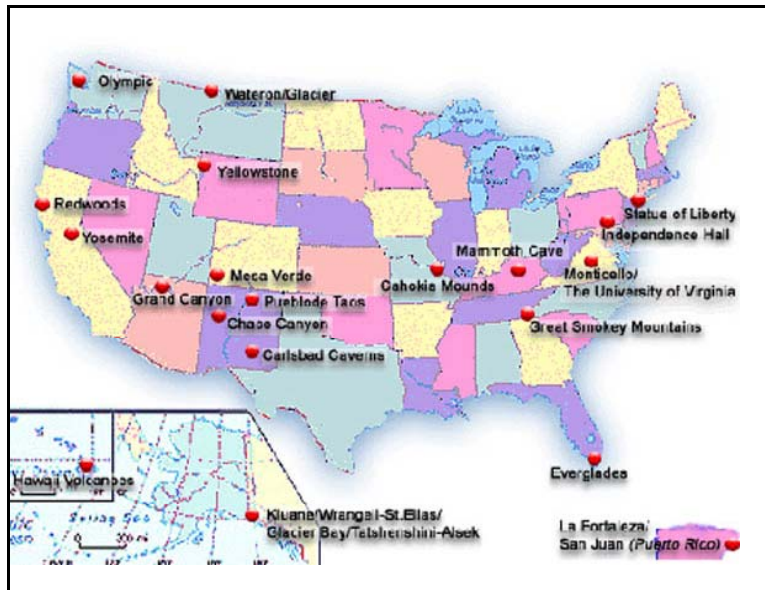 Olympic
Wateron/Glacier
Yellowstone
Redwoods
Yosemite
Statue of Liberty
Independence Hall
Mammoth Cave
Meca Verde
Cahokia Mounds
Monticello/
The University of Virginia
Grand Canyon
Pueblode Taos
Chaco Canyon
Great Smokey Mountains
Carlsbad Caverns
Everglades
Hawaii Volcanoes
Kluane/Wrangell-St.Elias/
Glacier Bay/Tatshenshini-Alsek
La Fortaleza/
San Juan (Puerto Rico)